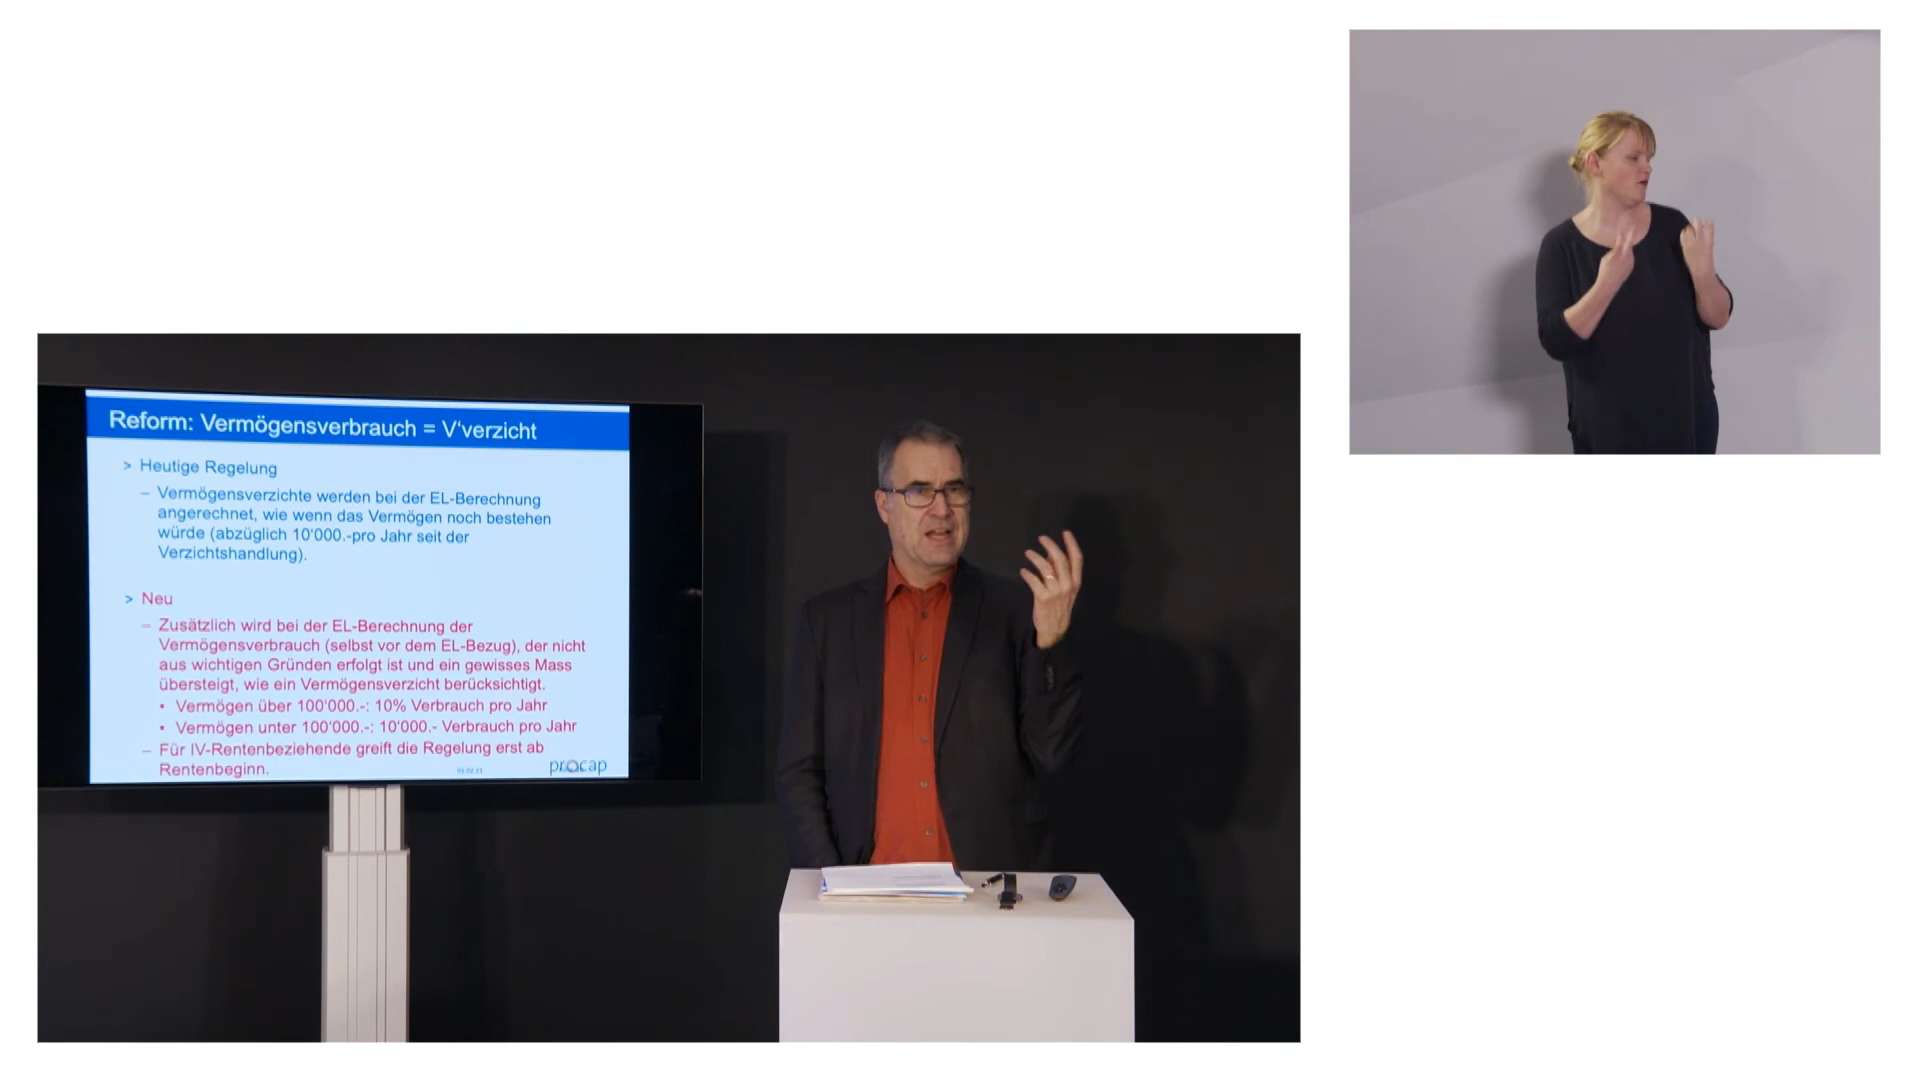 Reform: Vermögensverbrauch = V'verzicht
> Heutige Regelung
– Vermögensverzichte werden bei der EL-Berechnung
angerechnet, wie wenn das Vermögen noch bestehen
würde (abzüglich 10'000.-pro Jahr seit der
Verzichtshandlung).
> Neu
– Zusätzlich wird bei der EL-Berechnung der
Vermögensverbrauch (selbst vor dem EL-Bezug), der nicht
aus wichtigen Gründen erfolgt ist und ein gewisses Mass
übersteigt, wie ein Vermögensverzicht berücksichtigt.
• Vermögen über 100'000.-: 10% Verbrauch pro Jahr
• Vermögen unter 100'000.-: 10'000.- Verbrauch pro Jahr
– Für IV-Rentenbeziehende greift die Regelung erst ab
Rentenbeginn.
procap